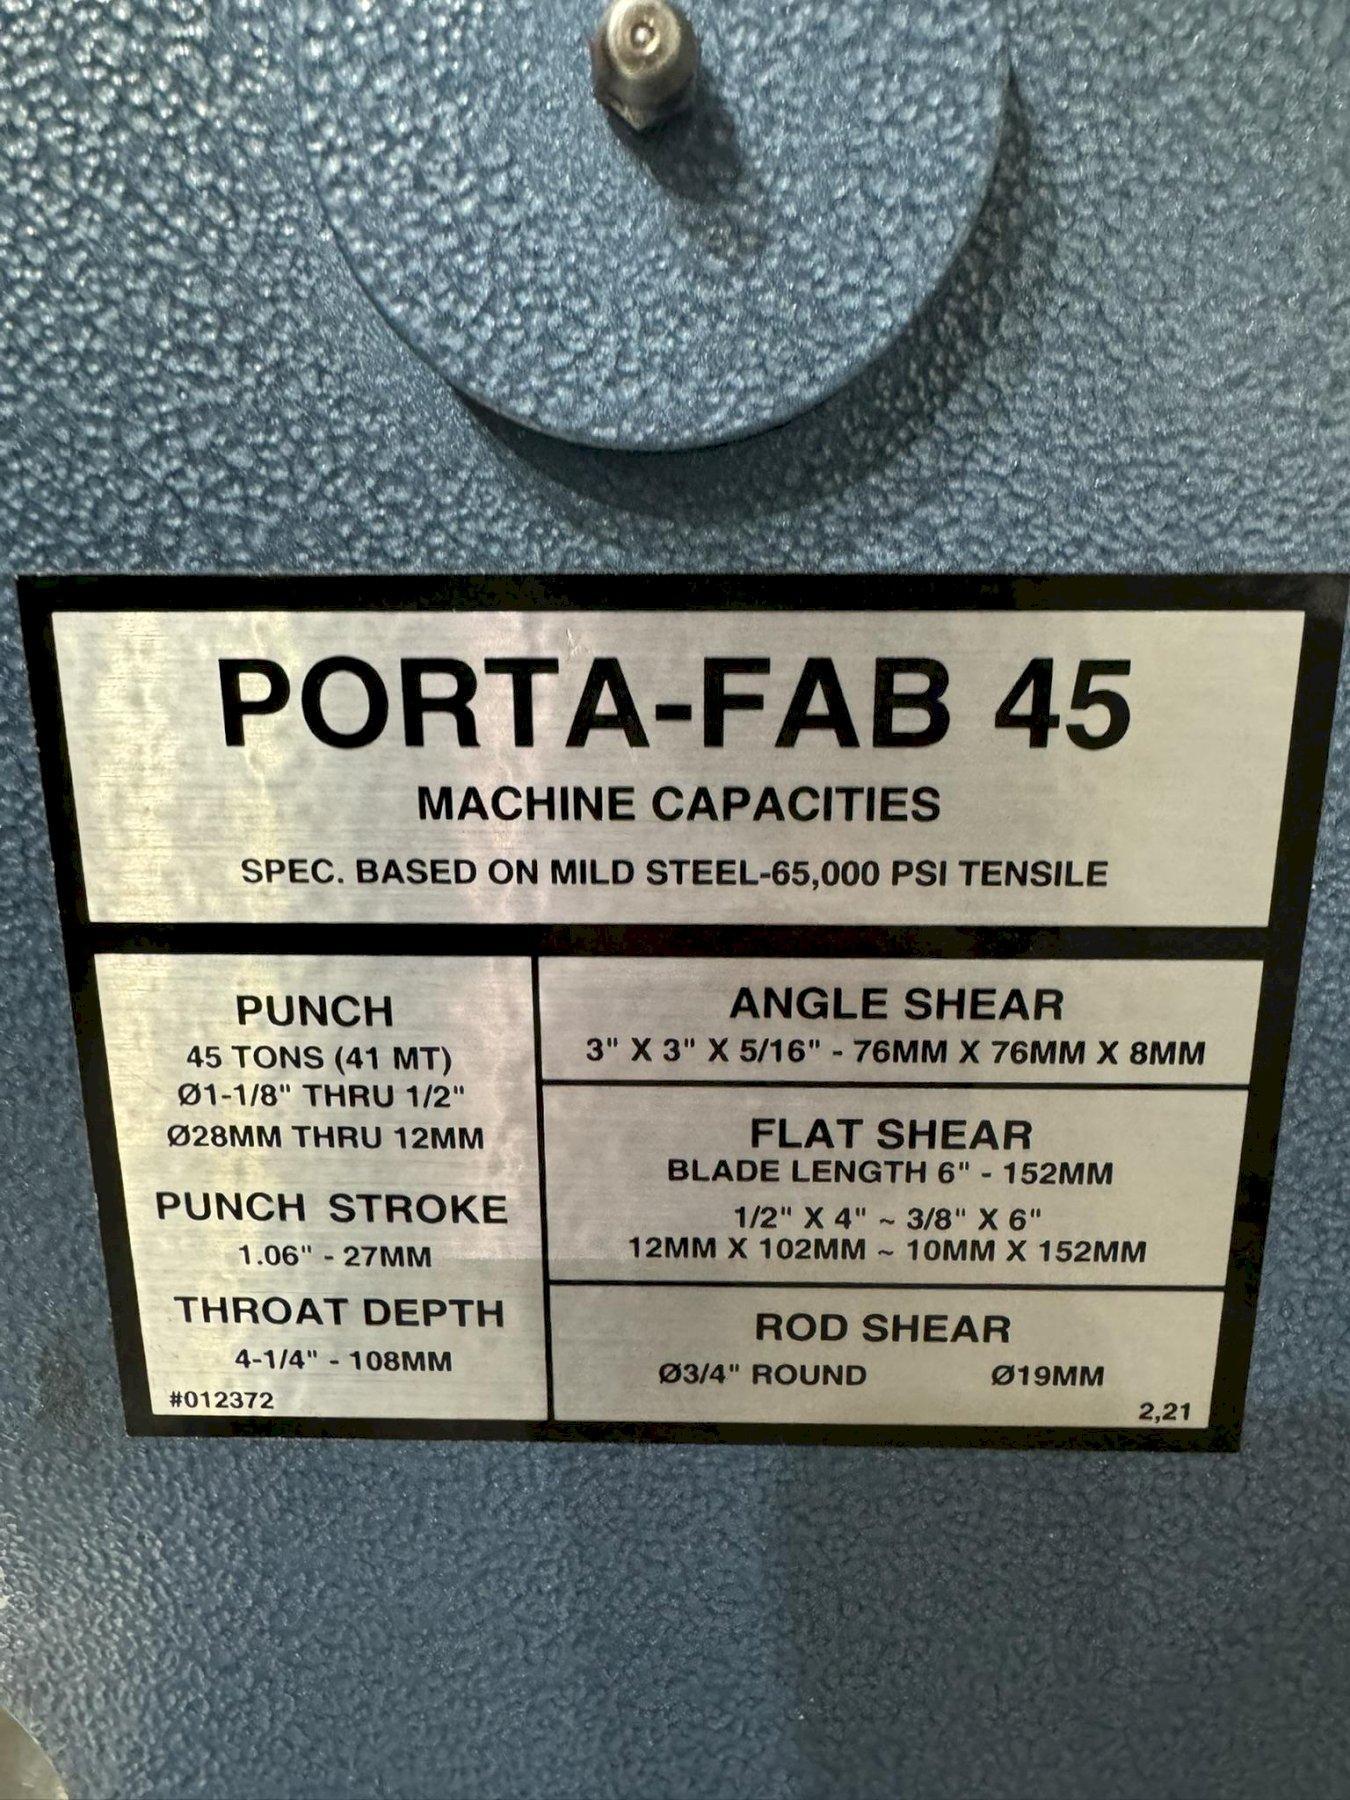 PORTA-FAB 45
MACHINE CAPACITIES
SPEC. BASED ON MILD STEEL-65,000 PSI TENSILE
PUNCH
45 TONS (41 MT)
Ø1-1/8" THRU 1/2"
Ø28MM THRU 12MM
PUNCH STROKE
1.06" - 27MM
THROAT DEPTH
4-1/4" - 108MM
#012372
ANGLE SHEAR
3" X 3" X 5/16" - 76MM X 76MM X 8MM
FLAT SHEAR
BLADE LENGTH 6" - 152MM
1/2" X 4" ~ 3/8" X 6"
12MM X 102MM ~ 10MM X 152MM
ROD SHEAR
Ø3/4" ROUND Ø19MM
2,21